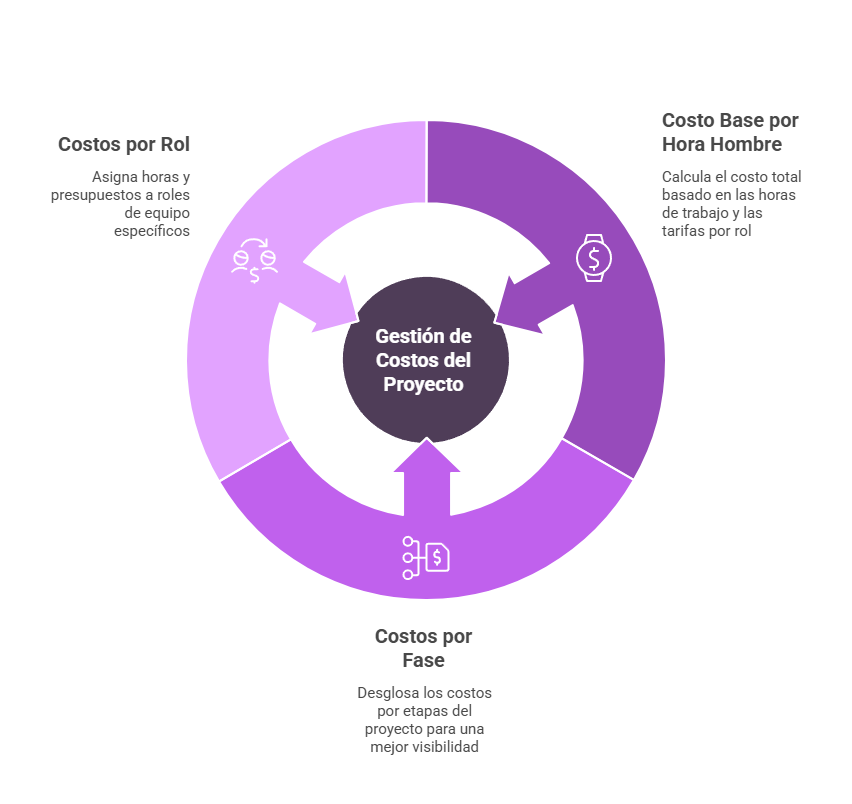 Costos por Rol
Asigna horas y
presupuestos a roles
de equipo
específicos
Costo Base por
Hora Hombre
Calcula el costo total
basado en las horas
de trabajo y las
tarifas por rol
Gestión de
Costos del
Proyecto
Costos por
Fase
Desglosa los costos
por etapas del
proyecto para una
mejor visibilidad